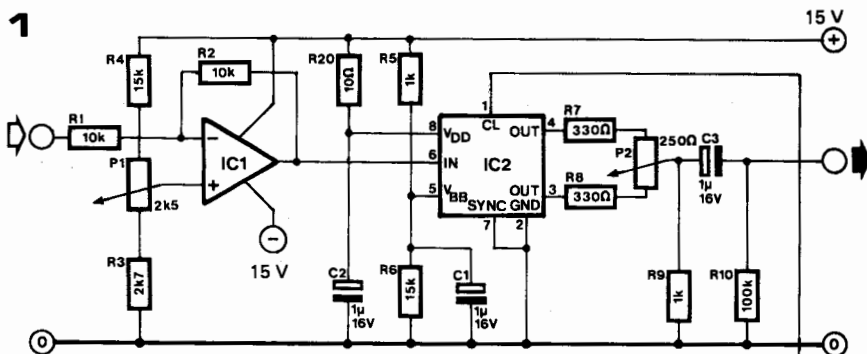 1
15 V
+
R4
15k
R2
10k
R20
10Ω
R5
1k
R1
10k
IC1
−
+
P1
2k5
R3
2k7
−
15 V
1
CL
8
VDD
6
IN
IC2
5
VBB
OUT
4
OUT
3
SYNC
GND
7
2
R7
330Ω
R8
330Ω
P2
250Ω
C3
1µ
16V
C2
1µ
16V
R6
15k
C1
1µ
16V
R9
1k
R10
100k
0
0